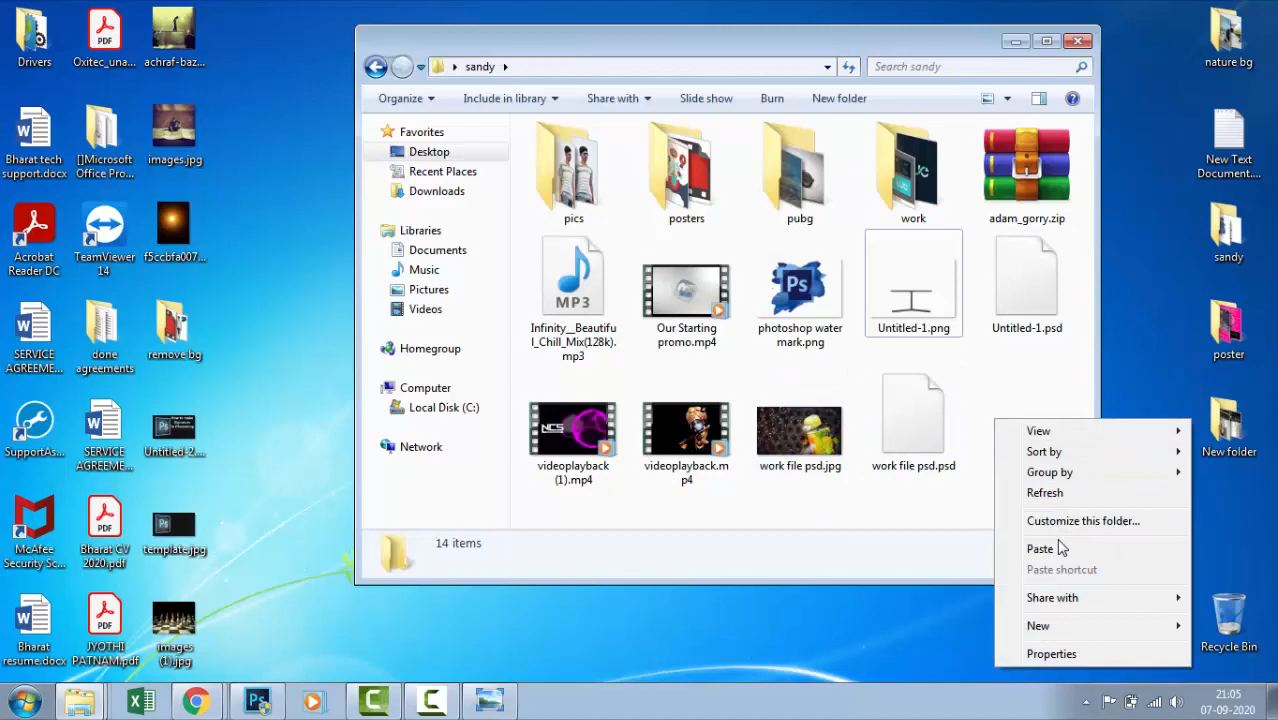 Drivers
Oxitec_una...
achraf-baz...
Bharat tech
support.docx
[]Microsoft
Office Pro...
images.jpg
Acrobat
Reader DC
TeamViewer
14
f5ccbfa007...
SERVICE
AGREEME...
done
agreements
remove bg
SupportAs...
SERVICE
AGREEME...
Untitled-2....
McAfee
Security Sc...
Bharat CV
2020.pdf
template.jpg
Bharat
resume.docx
JYOTHI
PATNAM.pdf
images
(1).jpg
sandy
Search sandy
Organize
Include in library
Share with
Slide show
Burn
New folder
Favorites
Desktop
Recent Places
Downloads
Libraries
Documents
Music
Pictures
Videos
Homegroup
Computer
Local Disk (C:)
Network
pics
posters
pubg
work
adam_gorry.zip
MP3
Infinity__Beautifu
l_Chill_Mix(128k).
mp3
Our Starting
promo.mp4
Ps
photoshop water
mark.png
Untitled-1.png
Untitled-1.psd
NCS
videoplayback
(1).mp4
videoplayback.m
p4
work file psd.jpg
work file psd.psd
14 items
View
Sort by
Group by
Refresh
Customize this folder...
Paste
Paste shortcut
Share with
New
Properties
nature bg
New Text
Document....
sandy
poster
New folder
Recycle Bin
21:05
07-09-2020